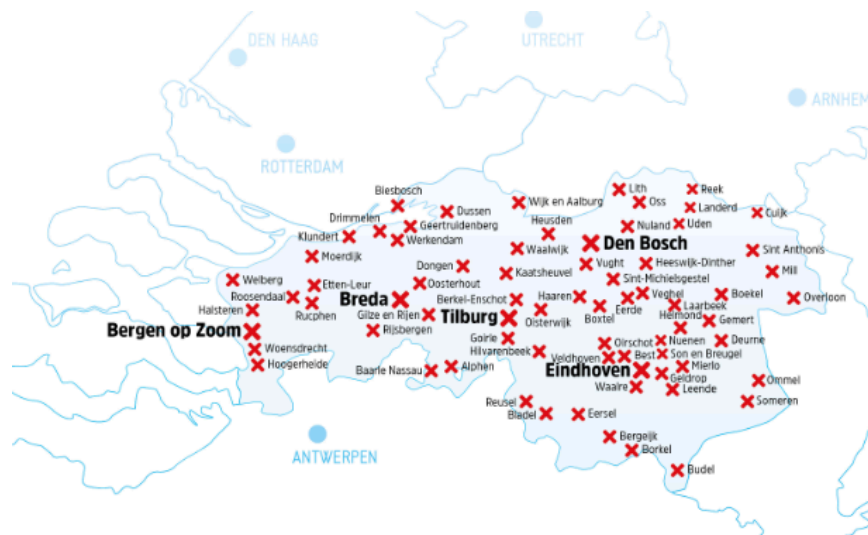 DEN HAAG
UTRECHT
ARNHEM
ROTTERDAM
Biesbosch
Lith
Reek
Wijk en Aalburg
Oss
Landerd
Cuijk
Dussen
Drimmelen
Geertruidenberg
Heusden
Nuland
Uden
Klundert
Werkendam
Waalwijk
Den Bosch
Sint Anthonis
Moerdijk
Dongen
Kaatsheuvel
Vught
Heeswijk-Dinther
Mill
Welberg
Etten-Leur
Oosterhout
Sint-Michielsgestel
Roosendaal
Breda
Berkel-Enschot
Haaren
Veghel
Boekel
Overloon
Halsteren
Rucphen
Gilze en Rijen
Tilburg
Oisterwijk
Boxtel
Eerde
Laarbeek
Helmond
Gemert
Bergen op Zoom
Rijsbergen
Goirle
Oirschot
Nuenen
Deurne
Woensdrecht
Hilvarenbeek
Veldhoven
Best
Son en Breugel
Hoogerheide
Baarle Nassau
Alphen
Eindhoven
Mierlo
Geldrop
Ommel
Waalre
Leende
Reusel
Someren
Bladel
Eersel
Bergeijk
ANTWERPEN
Borkel
Budel